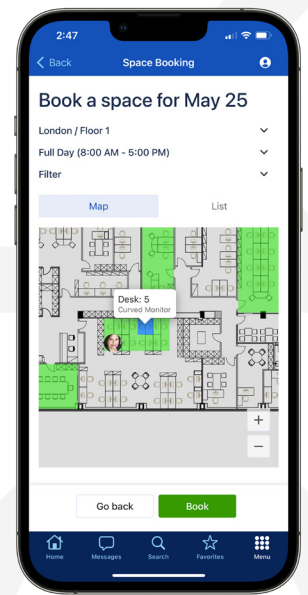 2:47
Back Space Booking
Book a space for May 25
London / Floor 1
Full Day (8:00 AM - 5:00 PM)
Filter
Map List
Desk: 5
Curved Monitor
+
−
Go back Book
Home Messages Search Favorites Menu